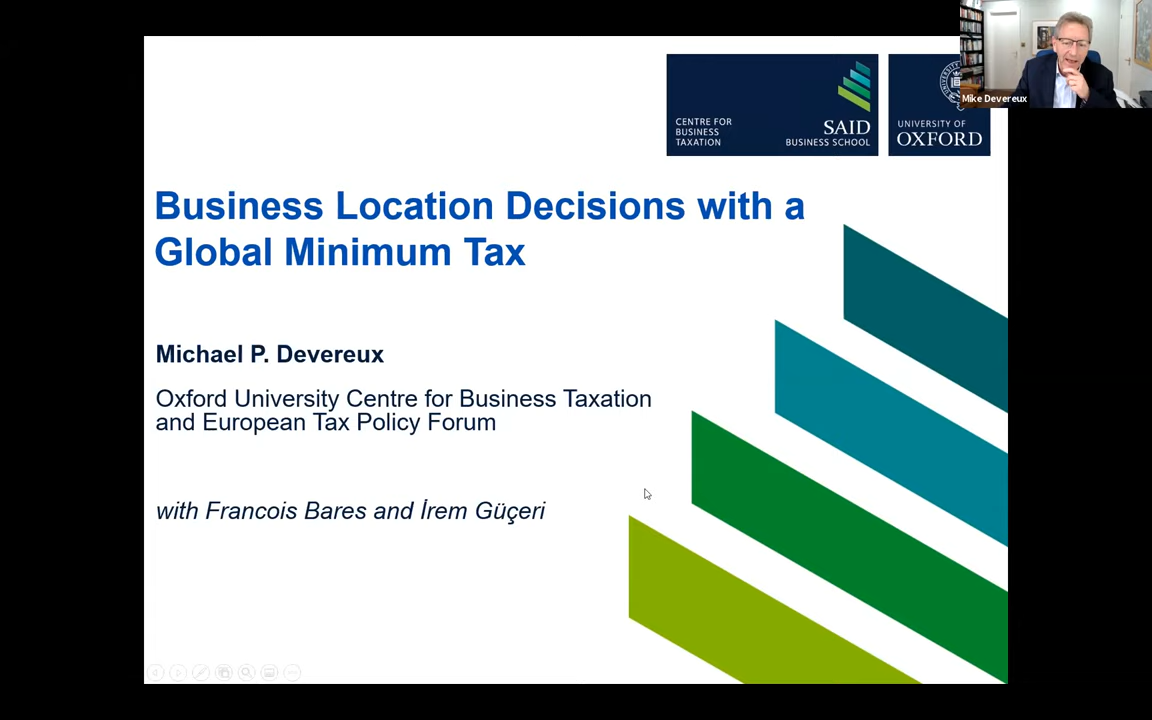 CENTRE FOR
BUSINESS
TAXATION
SAID
BUSINESS SCHOOL
UNIVERSITY OF
OXFORD
Mike Devereux
Business Location Decisions with a
Global Minimum Tax
Michael P. Devereux
Oxford University Centre for Business Taxation
and European Tax Policy Forum
with Francois Bares and İrem Güçeri